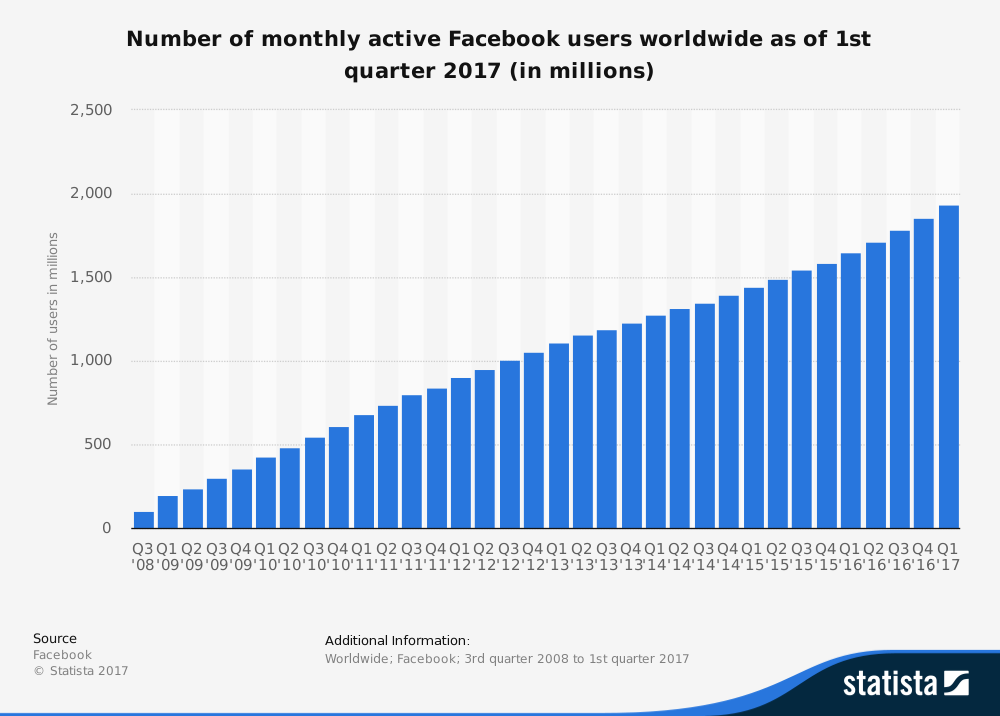 Number of monthly active Facebook users worldwide as of 1st
quarter 2017 (in millions)
2,500
2,000
1,500
1,000
500
0
Number of users in millions
Q3 Q1 Q2 Q3 Q4 Q1 Q2 Q3 Q4 Q1 Q2 Q3 Q4 Q1 Q2 Q3 Q4 Q1 Q2 Q3 Q4 Q1 Q2 Q3 Q4 Q1 Q2 Q3 Q4 Q1 Q2 Q3 Q4 Q1
'08 '09 '09 '09 '09 '10 '10 '10 '10 '11 '11 '11 '11 '12 '12 '12 '12 '13 '13 '13 '13 '14 '14 '14 '14 '15 '15 '15 '15 '16 '16 '16 '16 '17
Source
Facebook
© Statista 2017
Additional Information:
Worldwide; Facebook; 3rd quarter 2008 to 1st quarter 2017
statista